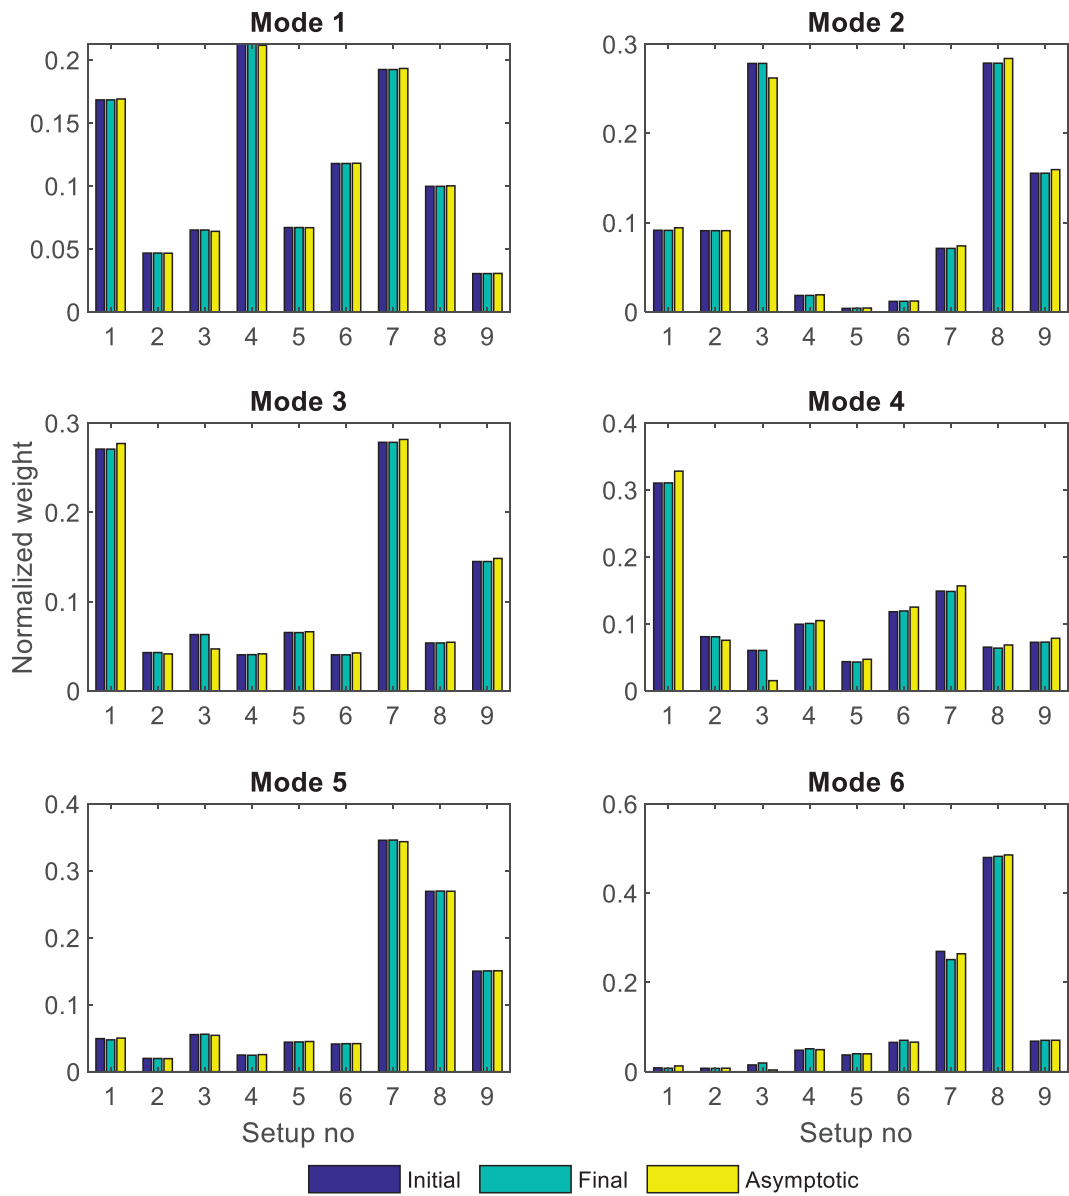 Mode 1
0.2
0.15
0.1
0.05
0
1 2 3 4 5 6 7 8 9
Mode 2
0.3
0.2
0.1
0
1 2 3 4 5 6 7 8 9
Normalized weight
Mode 3
0.3
0.2
0.1
0
1 2 3 4 5 6 7 8 9
Mode 4
0.4
0.3
0.2
0.1
0
1 2 3 4 5 6 7 8 9
Mode 5
0.4
0.3
0.2
0.1
0
1 2 3 4 5 6 7 8 9
Setup no
Mode 6
0.6
0.4
0.2
0
1 2 3 4 5 6 7 8 9
Setup no
Initial Final Asymptotic